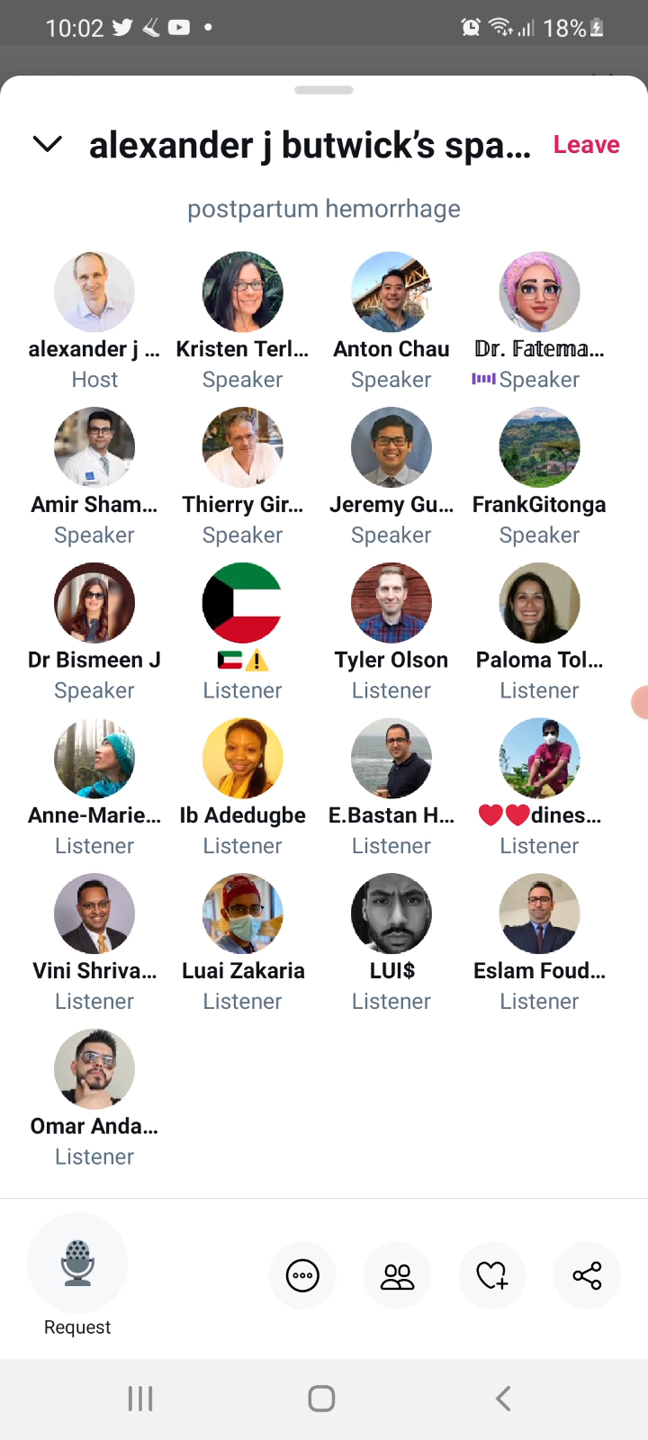 10:02
18%
alexander j butwick’s spa...
Leave
postpartum hemorrhage
alexander j ... Kristen Terl... Anton Chau 𝔻r. 𝔽atema...
Host Speaker Speaker Speaker
Amir Sham... Thierry Gir... Jeremy Gu... FrankGitonga
Speaker Speaker Speaker Speaker
Dr Bismeen J 🇰🇼⚠️ Tyler Olson Paloma Tol...
Speaker Listener Listener Listener
Anne-Marie... Ib Adedugbe E.Bastan H... ❤️❤️dines...
Listener Listener Listener Listener
Vini Shriva... Luai Zakaria LUI$ Eslam Foud...
Listener Listener Listener Listener
Omar Anda...
Listener
Request